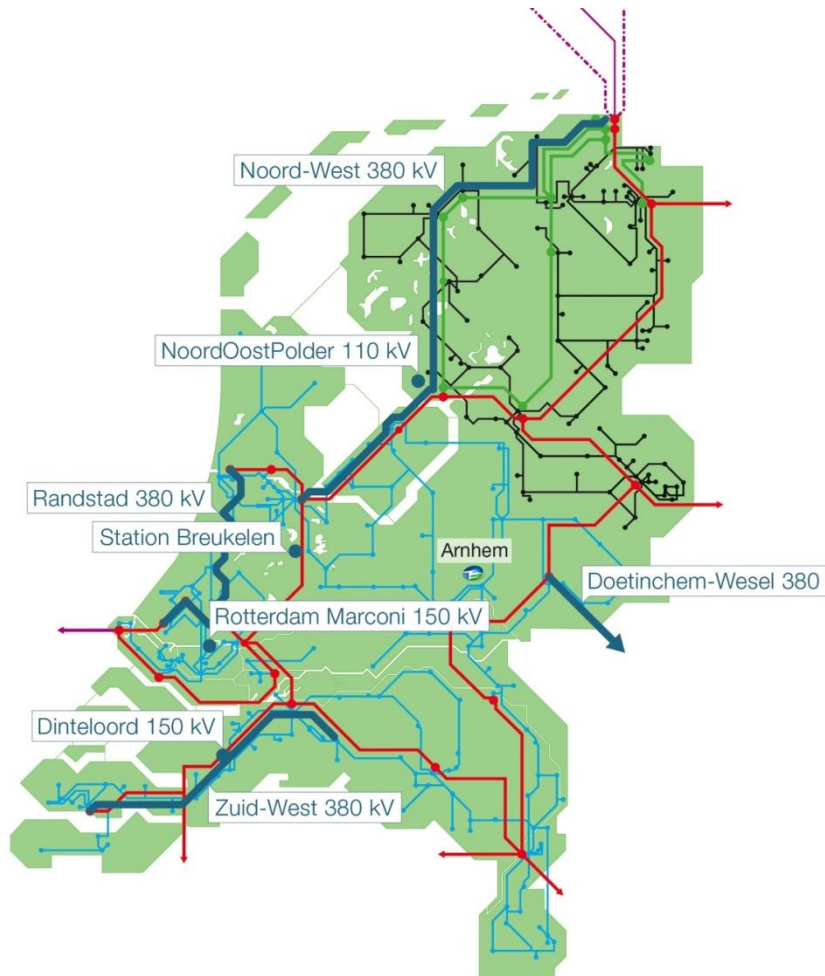 Noord-West 380 kV
NoordOostPolder 110 kV
Randstad 380 kV
Station Breukelen
Arnhem
Doetinchem-Wesel 380
Rotterdam Marconi 150 kV
Dinteloord 150 kV
Zuid-West 380 kV